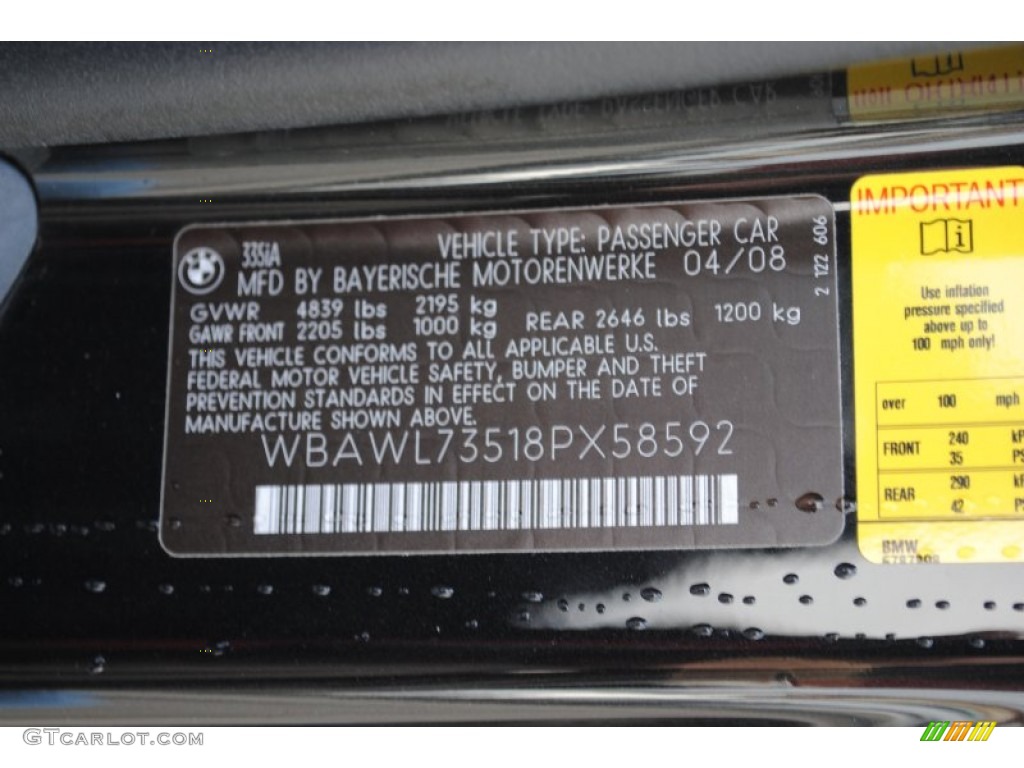 335iA
VEHICLE TYPE: PASSENGER CAR
MFD BY BAYERISCHE MOTORENWERKE 04/08
GVWR 4839 lbs 2195 kg
GAWR FRONT 2205 lbs 1000 kg REAR 2646 lbs 1200 kg
THIS VEHICLE CONFORMS TO ALL APPLICABLE U.S.
FEDERAL MOTOR VEHICLE SAFETY, BUMPER AND THEFT
PREVENTION STANDARDS IN EFFECT ON THE DATE OF
MANUFACTURE SHOWN ABOVE.
WBAWL73518PX58592
2 122 606
IMPORTANT
Use inflation
pressure specified
above up to
100 mph only!
over 100 mph
FRONT 240
35
REAR 290
42
BMW
GTCarlot.com